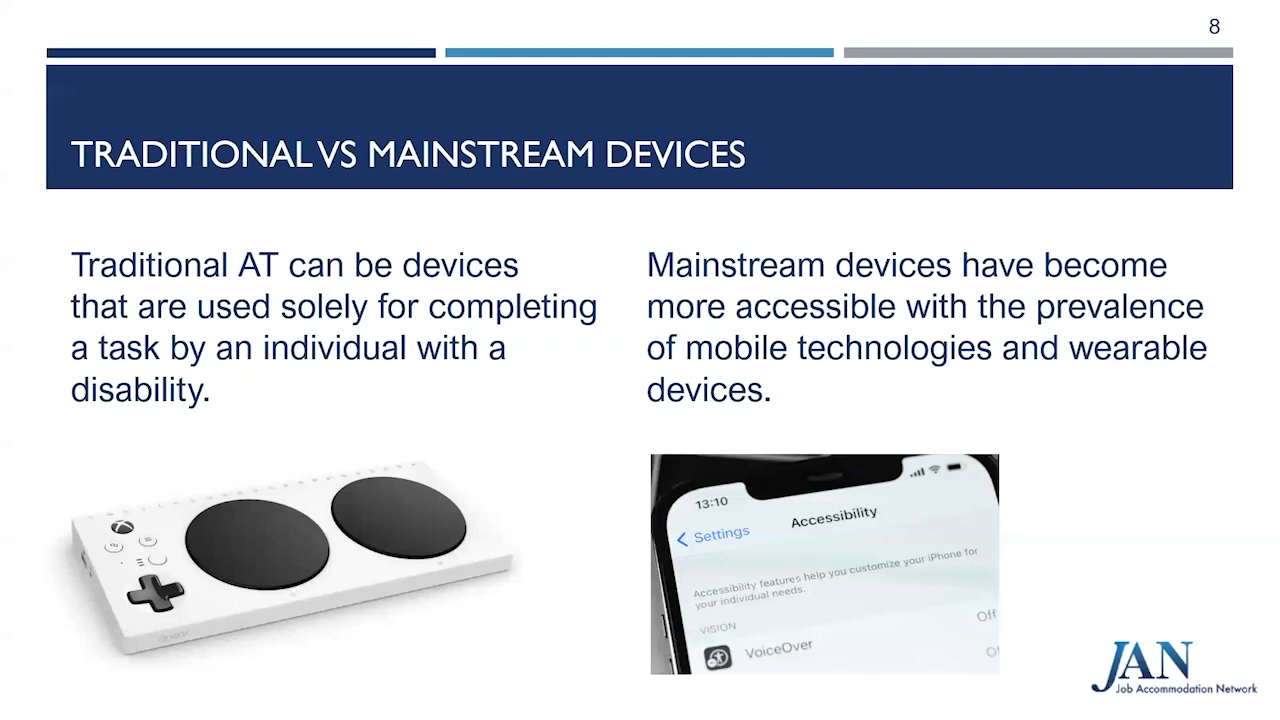 8
TRADITIONAL VS MAINSTREAM DEVICES
Traditional AT can be devices
that are used solely for completing
a task by an individual with a
disability.
Mainstream devices have become
more accessible with the prevalence
of mobile technologies and wearable
devices.
13:10
Settings
Accessibility
Accessibility features help you customize your iPhone for
your individual needs.
VISION
Off
VoiceOver
JAN
Job Accommodation Network